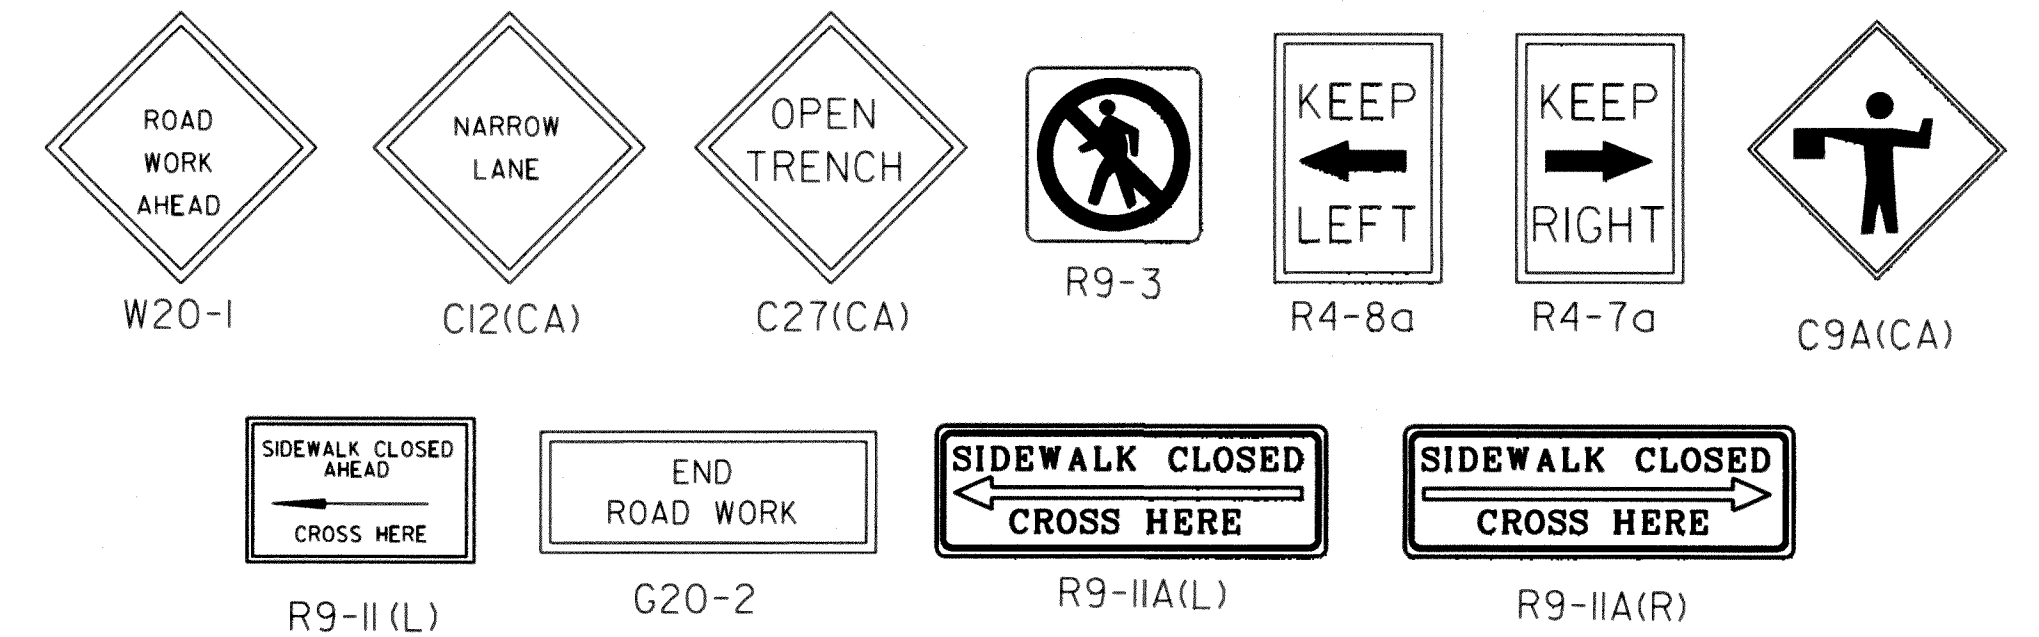 ROAD
WORK
AHEAD
W20-1
NARROW
LANE
C12(CA)
OPEN
TRENCH
C27(CA)
R9-3
KEEP
LEFT
R4-8a
KEEP
RIGHT
R4-7a
C9A(CA)
SIDEWALK CLOSED
AHEAD
CROSS HERE
R9-11(L)
END
ROAD WORK
G20-2
SIDEWALK CLOSED
CROSS HERE
R9-11A(L)
SIDEWALK CLOSED
CROSS HERE
R9-11A(R)